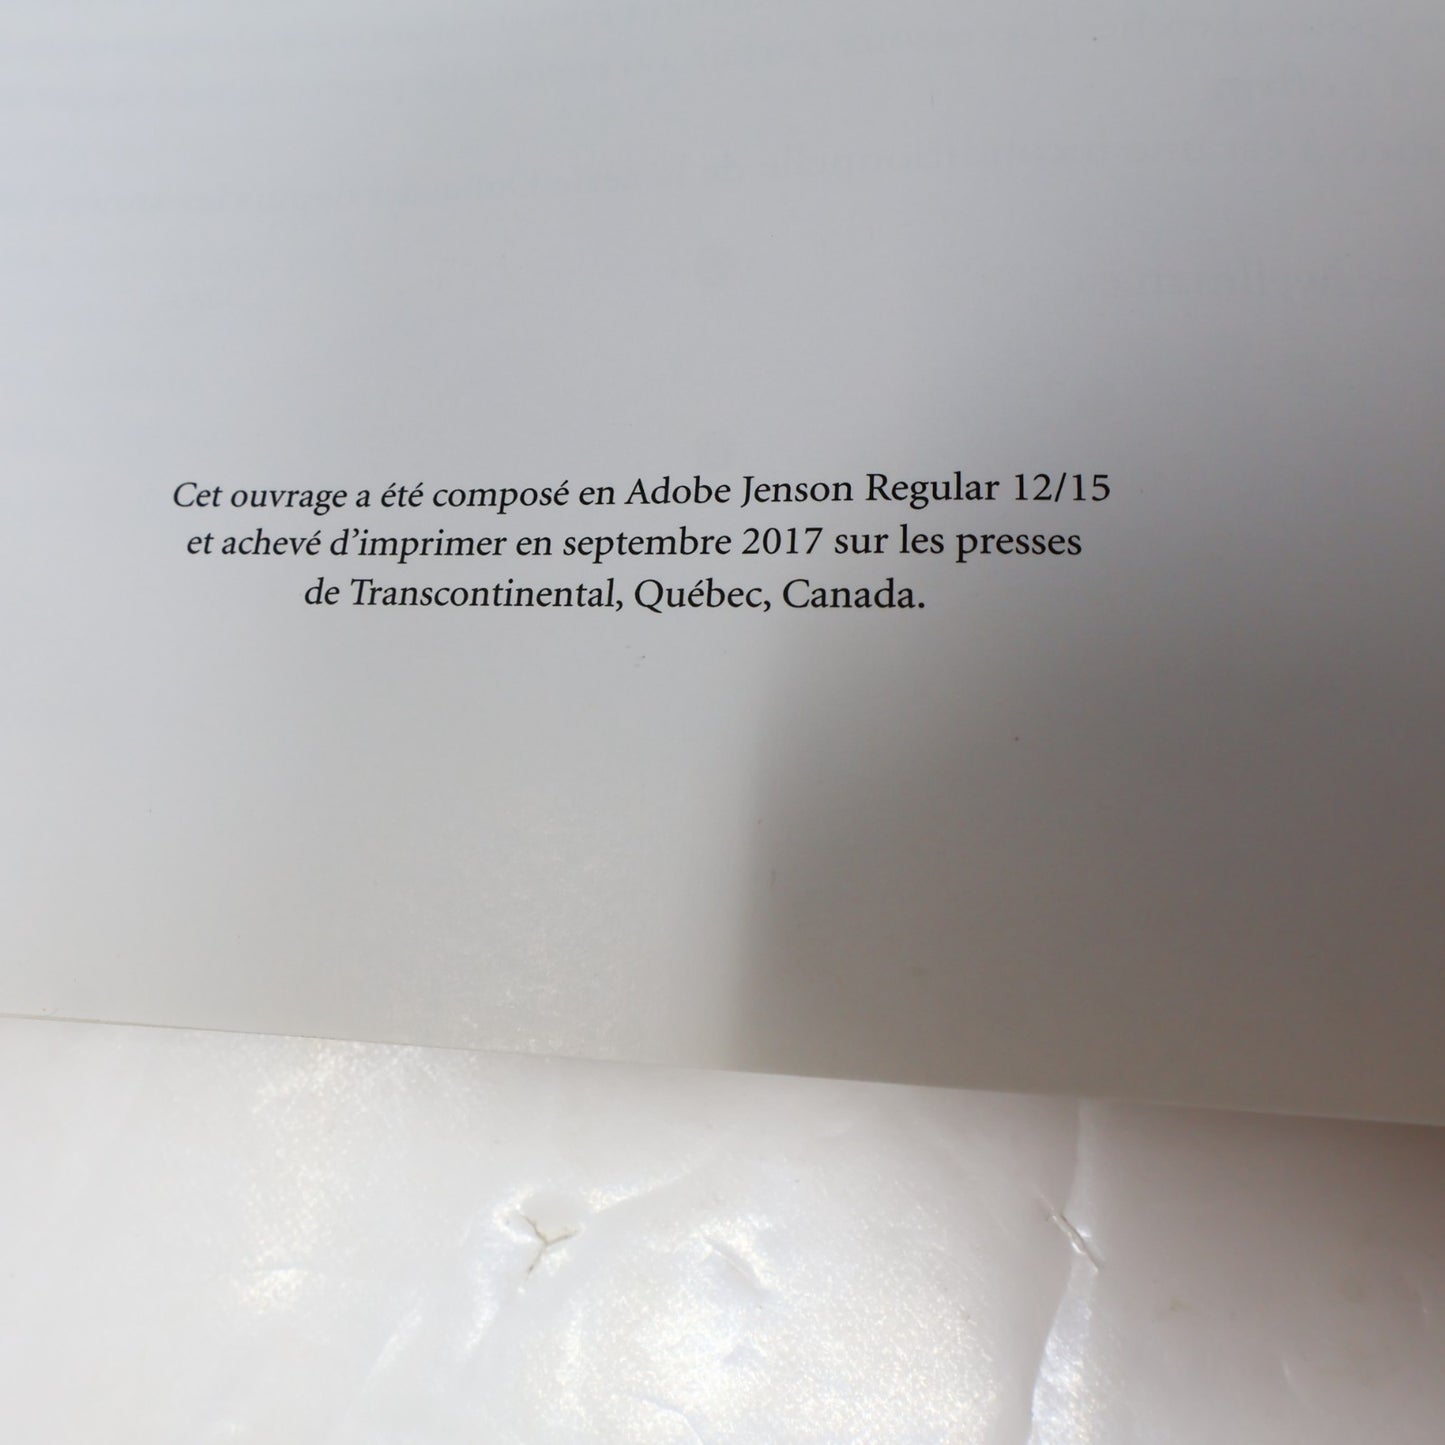 Cet ouvrage a été composé en Adobe Jenson Regular 12/15
et achevé d’imprimer en septembre 2017 sur les presses
de Transcontinental, Québec, Canada.